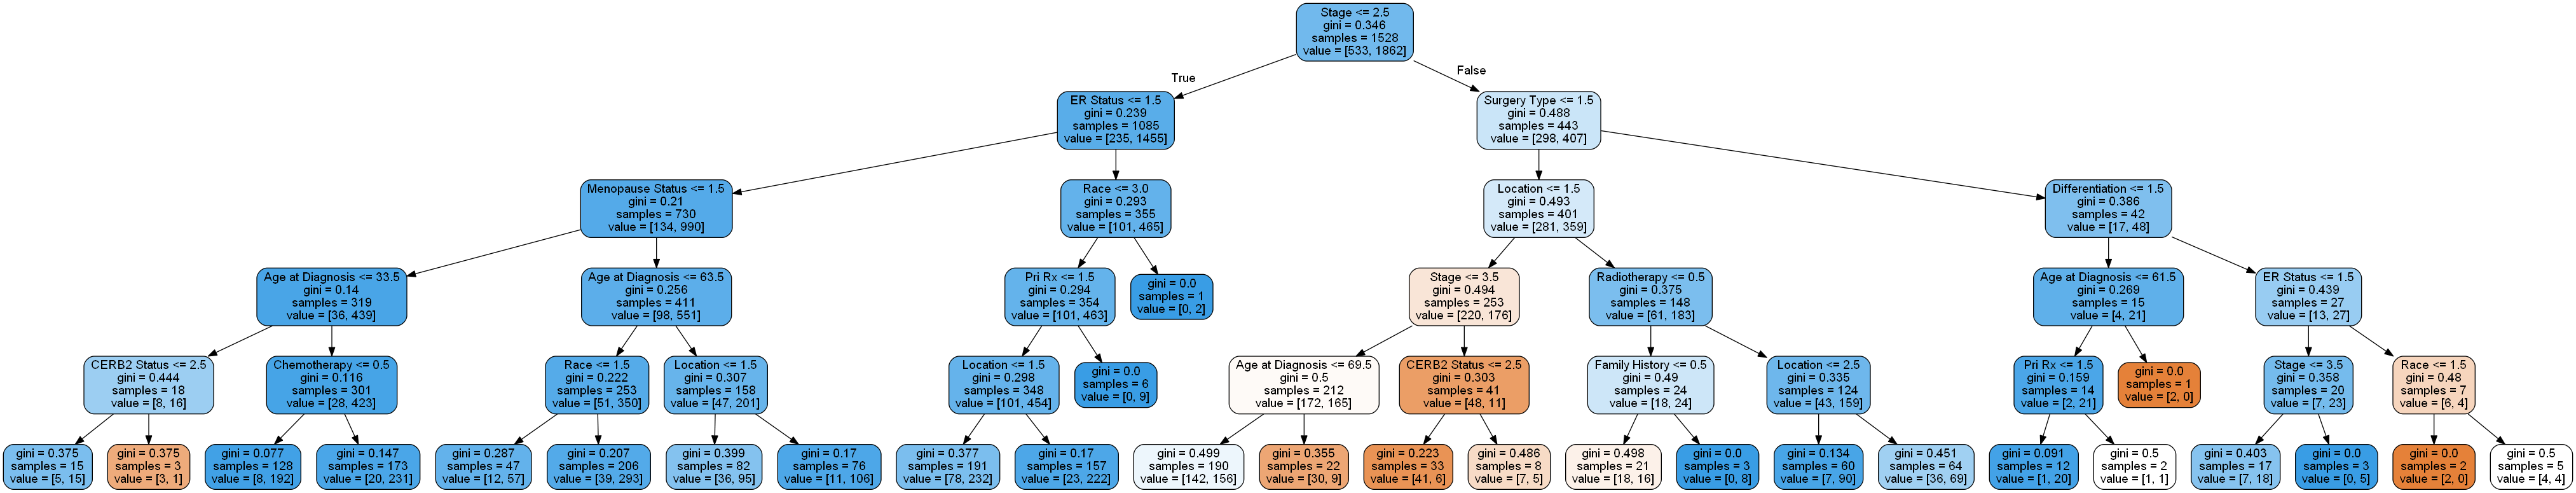 Stage <= 2.5
gini = 0.346
samples = 1528
value = [533, 1862]
True
False
ER Status <= 1.5
gini = 0.239
samples = 1085
value = [235, 1455]
Surgery Type <= 1.5
gini = 0.488
samples = 443
value = [298, 407]
Menopause Status <= 1.5
gini = 0.21
samples = 730
value = [134, 990]
Race <= 3.0
gini = 0.293
samples = 355
value = [101, 465]
Location <= 1.5
gini = 0.493
samples = 401
value = [281, 359]
Differentiation <= 1.5
gini = 0.386
samples = 42
value = [17, 48]
Age at Diagnosis <= 33.5
gini = 0.14
samples = 319
value = [36, 439]
Age at Diagnosis <= 63.5
gini = 0.256
samples = 411
value = [98, 551]
Pri Rx <= 1.5
gini = 0.294
samples = 354
value = [101, 463]
gini = 0.0
samples = 1
value = [0, 2]
Stage <= 3.5
gini = 0.494
samples = 253
value = [220, 176]
Radiotherapy <= 0.5
gini = 0.375
samples = 148
value = [61, 183]
Age at Diagnosis <= 61.5
gini = 0.269
samples = 15
value = [4, 21]
ER Status <= 1.5
gini = 0.439
samples = 27
value = [13, 27]
CERB2 Status <= 2.5
gini = 0.444
samples = 18
value = [8, 16]
Chemotherapy <= 0.5
gini = 0.116
samples = 301
value = [28, 423]
Race <= 1.5
gini = 0.222
samples = 253
value = [51, 350]
Location <= 1.5
gini = 0.307
samples = 158
value = [47, 201]
Location <= 1.5
gini = 0.298
samples = 348
value = [101, 454]
gini = 0.0
samples = 6
value = [0, 9]
Age at Diagnosis <= 69.5
gini = 0.5
samples = 212
value = [172, 165]
CERB2 Status <= 2.5
gini = 0.303
samples = 41
value = [48, 11]
Family History <= 0.5
gini = 0.49
samples = 24
value = [18, 24]
Location <= 2.5
gini = 0.335
samples = 124
value = [43, 159]
Pri Rx <= 1.5
gini = 0.159
samples = 14
value = [2, 21]
gini = 0.0
samples = 1
value = [2, 0]
Stage <= 3.5
gini = 0.358
samples = 20
value = [7, 23]
Race <= 1.5
gini = 0.48
samples = 7
value = [6, 4]
gini = 0.375
samples = 15
value = [5, 15]
gini = 0.375
samples = 3
value = [3, 1]
gini = 0.077
samples = 128
value = [8, 192]
gini = 0.147
samples = 173
value = [20, 231]
gini = 0.287
samples = 47
value = [12, 57]
gini = 0.207
samples = 206
value = [39, 293]
gini = 0.399
samples = 82
value = [36, 95]
gini = 0.17
samples = 76
value = [11, 106]
gini = 0.377
samples = 191
value = [78, 232]
gini = 0.17
samples = 157
value = [23, 222]
gini = 0.499
samples = 190
value = [142, 156]
gini = 0.355
samples = 22
value = [30, 9]
gini = 0.223
samples = 33
value = [41, 6]
gini = 0.486
samples = 8
value = [7, 5]
gini = 0.498
samples = 21
value = [18, 16]
gini = 0.0
samples = 3
value = [0, 8]
gini = 0.134
samples = 60
value = [7, 90]
gini = 0.451
samples = 64
value = [36, 69]
gini = 0.091
samples = 12
value = [1, 20]
gini = 0.5
samples = 2
value = [1, 1]
gini = 0.403
samples = 17
value = [7, 18]
gini = 0.0
samples = 3
value = [0, 5]
gini = 0.0
samples = 2
value = [2, 0]
gini = 0.5
samples = 5
value = [4, 4]